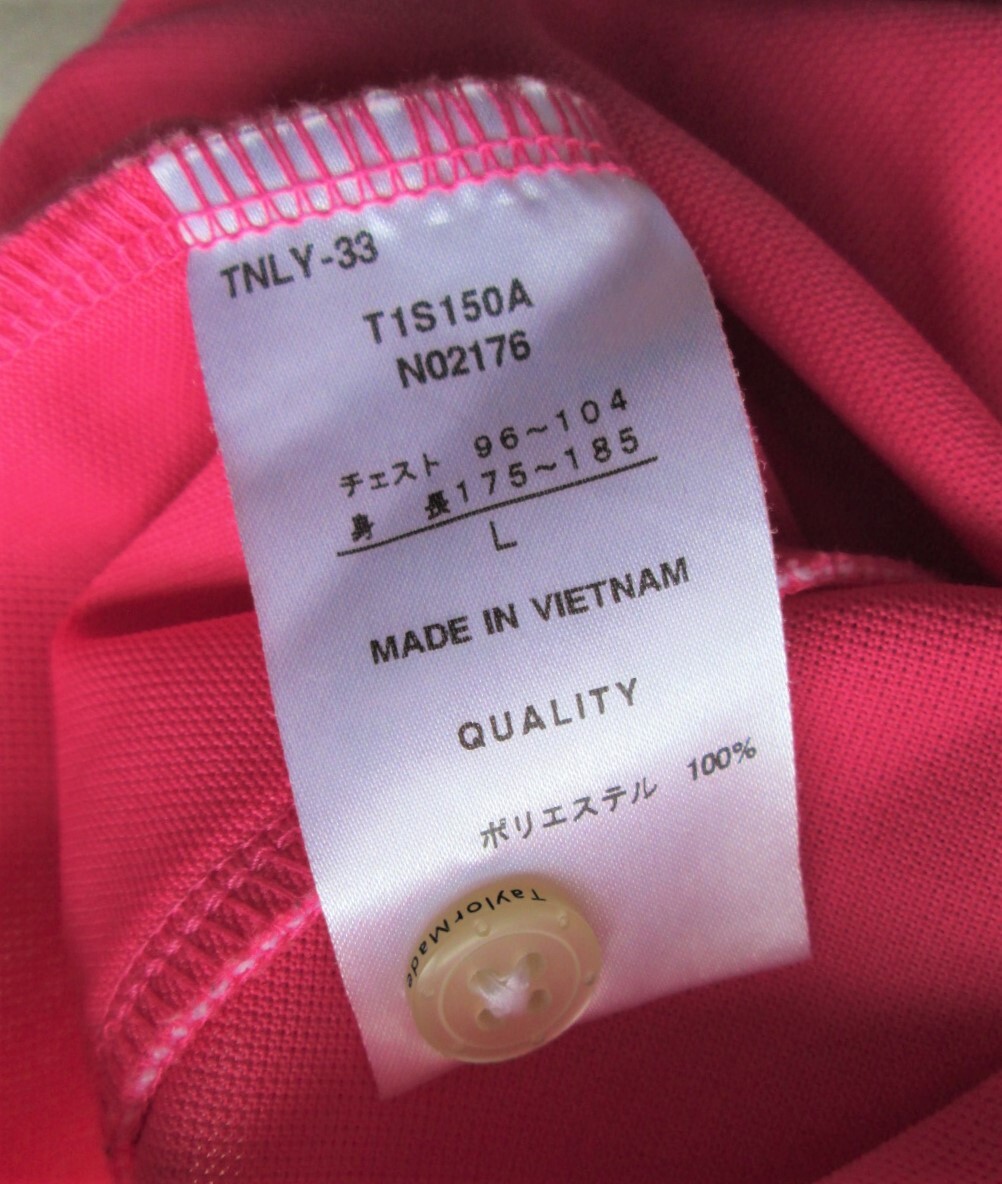 TNLY-33
T1S150A
N02176
チェスト 96~104
身 長175~185
L
MADE IN VIETNAM
QUALITY
ポリエステル 100%
TaylorMade